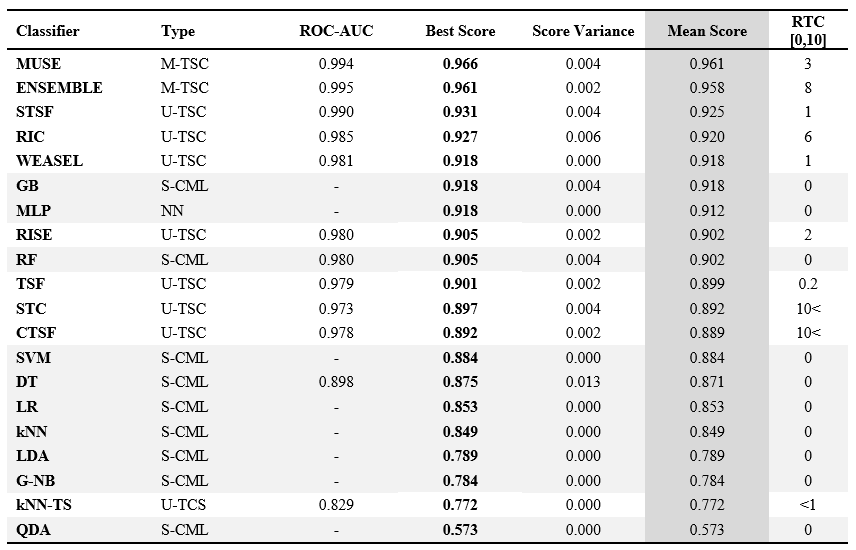 Classifier Type ROC-AUC Best Score Score Variance Mean Score RTC [0,10]
MUSE M-TSC 0.994 0.966 0.004 0.961 3
ENSEMBLE M-TSC 0.995 0.961 0.002 0.958 8
STSF U-TSC 0.990 0.931 0.004 0.925 1
RIC U-TSC 0.985 0.927 0.006 0.920 6
WEASEL U-TSC 0.981 0.918 0.000 0.918 1
GB S-CML - 0.918 0.004 0.918 0
MLP NN - 0.918 0.000 0.912 0
RISE U-TSC 0.980 0.905 0.002 0.902 2
RF S-CML 0.980 0.905 0.004 0.902 0
TSF U-TSC 0.979 0.901 0.002 0.899 0.2
STC U-TSC 0.973 0.897 0.004 0.892 10<
CTSF U-TSC 0.978 0.892 0.002 0.889 10<
SVM S-CML - 0.884 0.000 0.884 0
DT S-CML 0.898 0.875 0.013 0.871 0
LR S-CML - 0.853 0.000 0.853 0
kNN S-CML - 0.849 0.000 0.849 0
LDA S-CML - 0.789 0.000 0.789 0
G-NB S-CML - 0.784 0.000 0.784 0
kNN-TS U-TCS 0.829 0.772 0.000 0.772 <1
QDA S-CML - 0.573 0.000 0.573 0